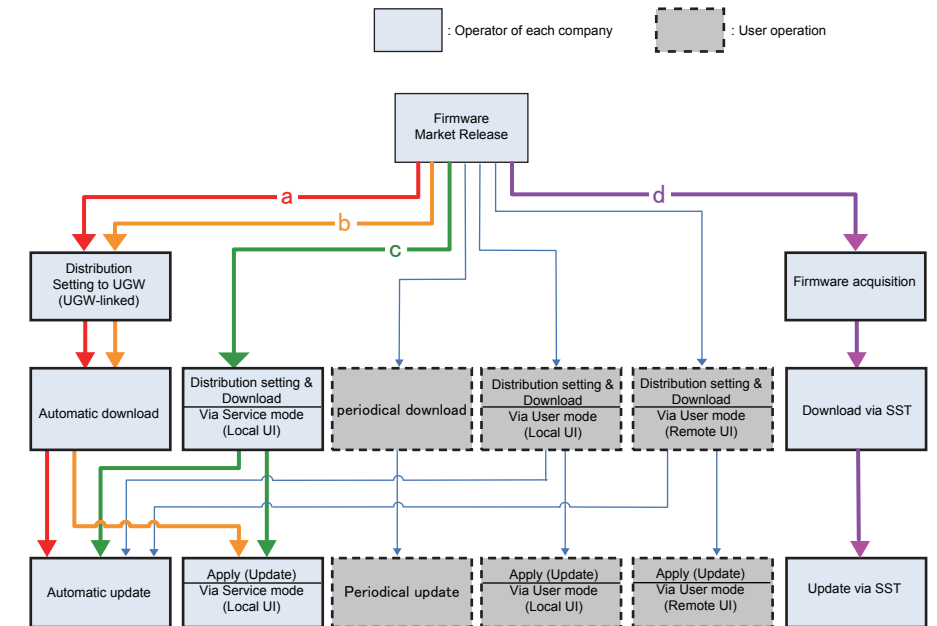 : Operator of each company
: User operation
Firmware
Market Release
a
b
c
d
Distribution
Setting to UGW
(UGW-linked)
Firmware acquisition
Automatic download
Distribution setting &
Download
Via Service mode
(Local UI)
periodical download
Distribution setting &
Download
Via User mode
(Local UI)
Distribution setting &
Download
Via User mode
(Remote UI)
Download via SST
Automatic update
Apply (Update)
Via Service mode
(Local UI)
Periodical update
Apply (Update)
Via User mode
(Local UI)
Apply (Update)
Via User mode
(Remote UI)
Update via SST